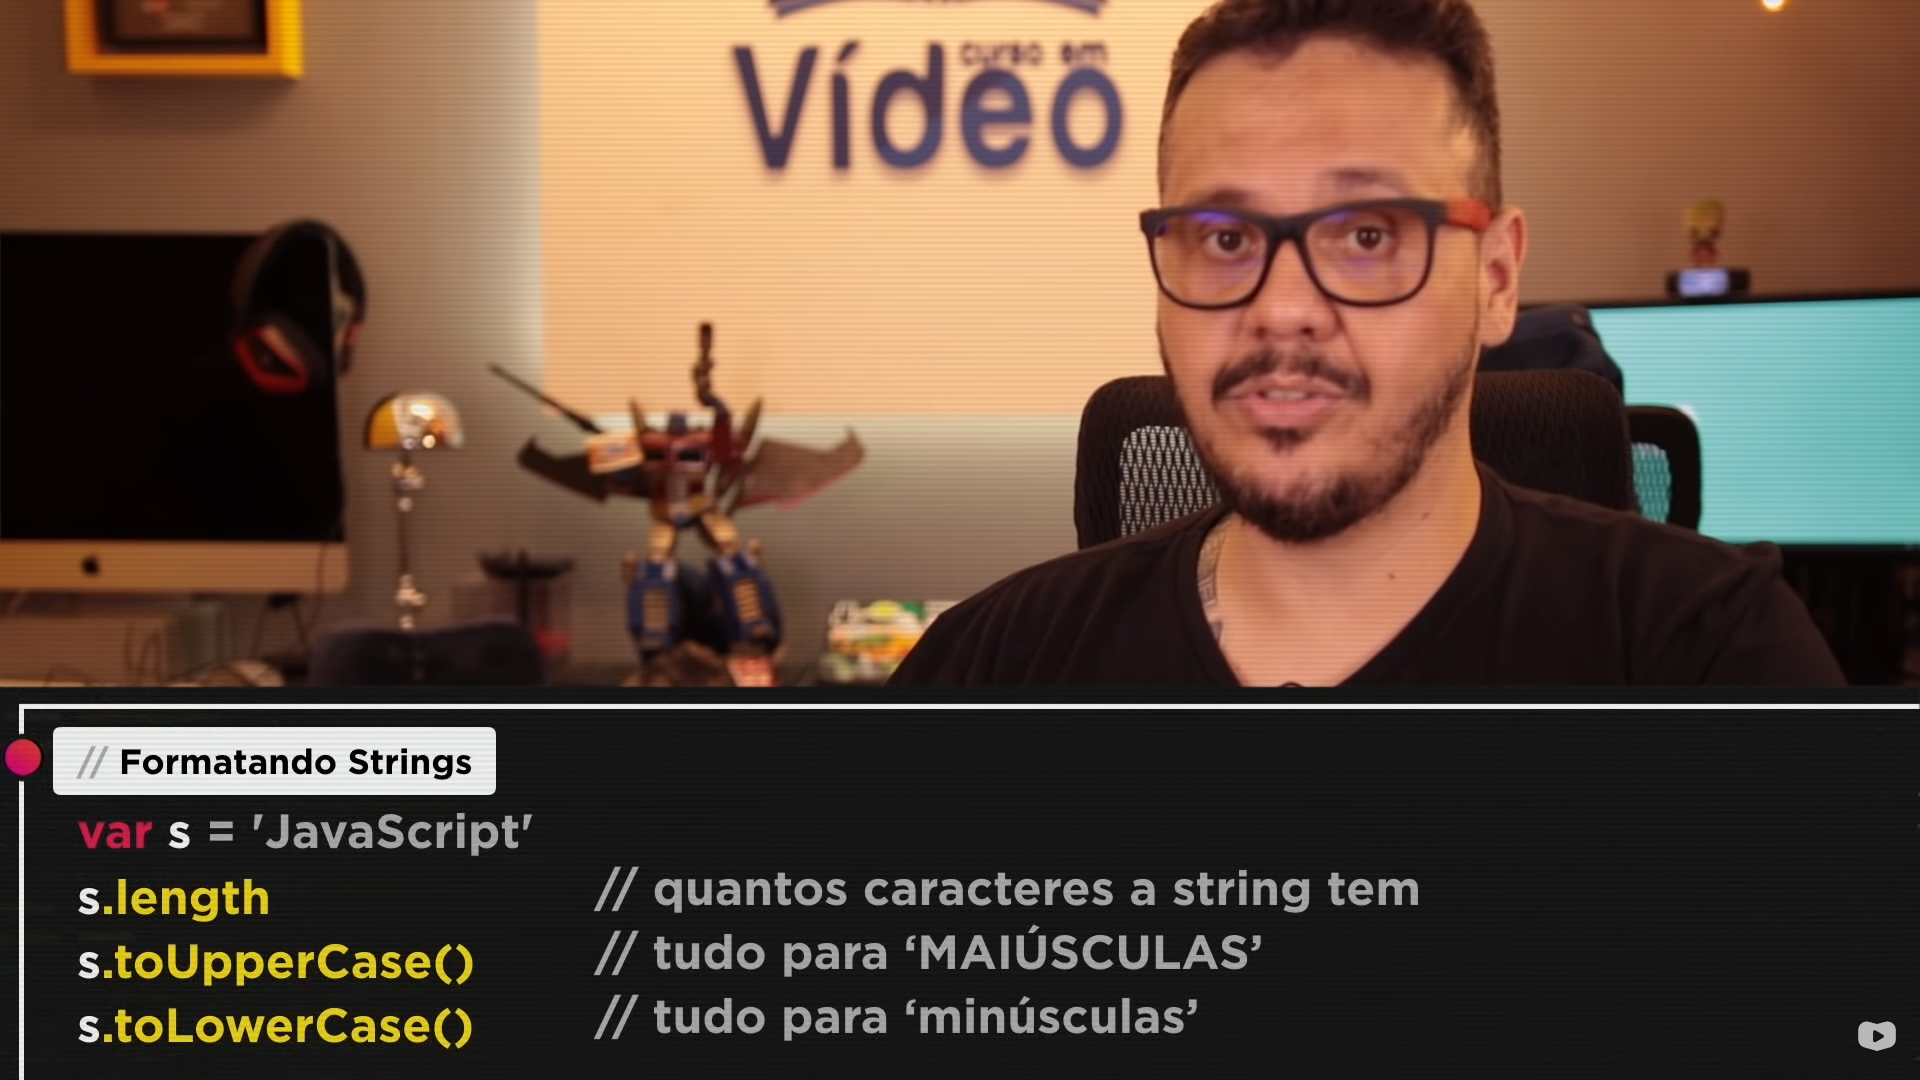 curso em
Vídeo
// Formatando Strings
var s = 'JavaScript'
s.length // quantos caracteres a string tem
s.toUpperCase() // tudo para ‘MAIÚSCULAS’
s.toLowerCase() // tudo para ‘minúsculas’